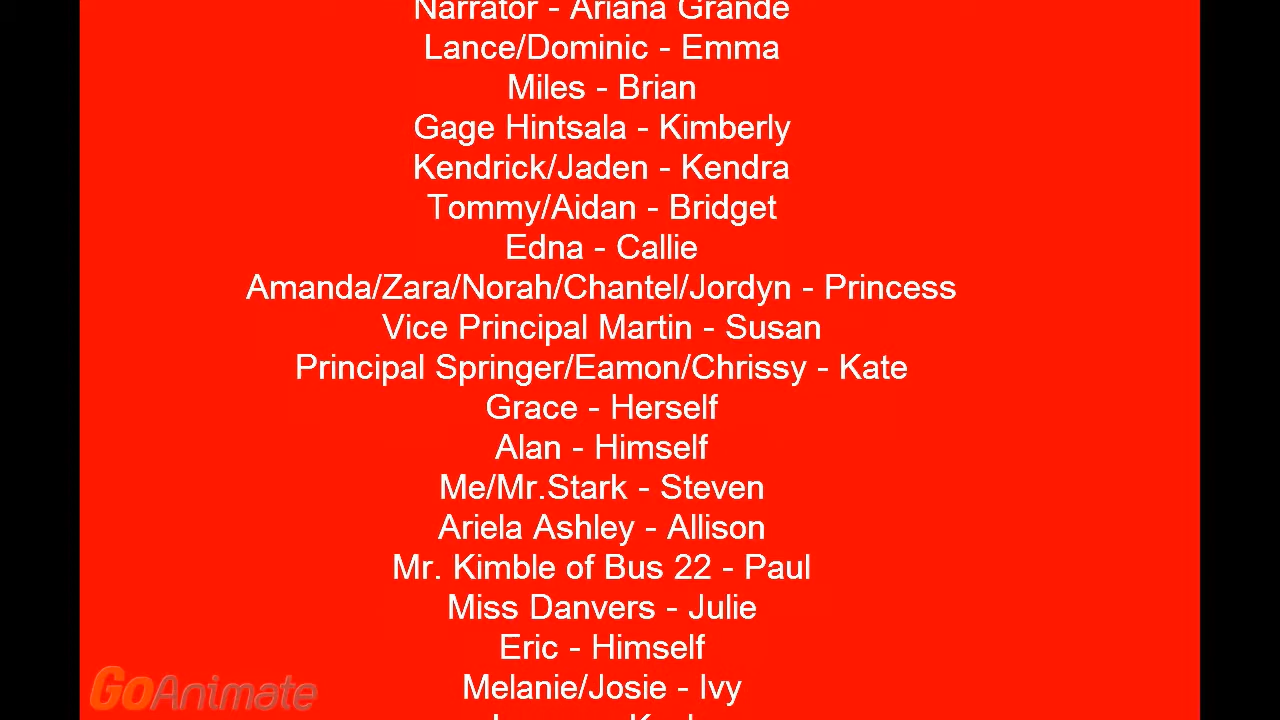 Narrator - Ariana Grande
Lance/Dominic - Emma
Miles - Brian
Gage Hintsala - Kimberly
Kendrick/Jaden - Kendra
Tommy/Aidan - Bridget
Edna - Callie
Amanda/Zara/Norah/Chantel/Jordyn - Princess
Vice Principal Martin - Susan
Principal Springer/Eamon/Chrissy - Kate
Grace - Herself
Alan - Himself
Me/Mr.Stark - Steven
Ariela Ashley - Allison
Mr. Kimble of Bus 22 - Paul
Miss Danvers - Julie
Eric - Himself
Melanie/Josie - Ivy
GoAnimate